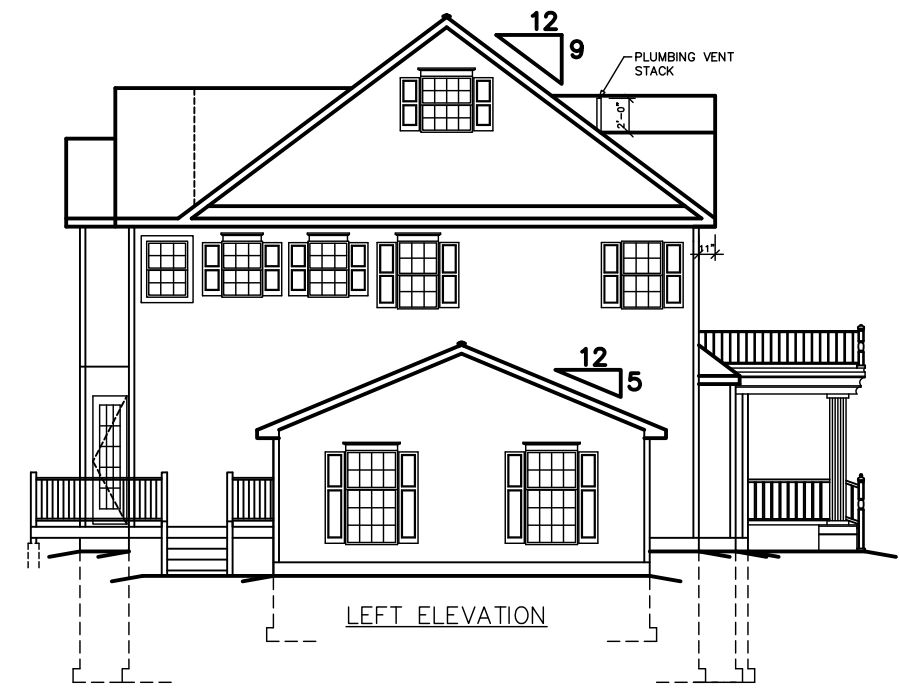 12
9
PLUMBING VENT
STACK
2'-0"
11"
12
5
LEFT ELEVATION